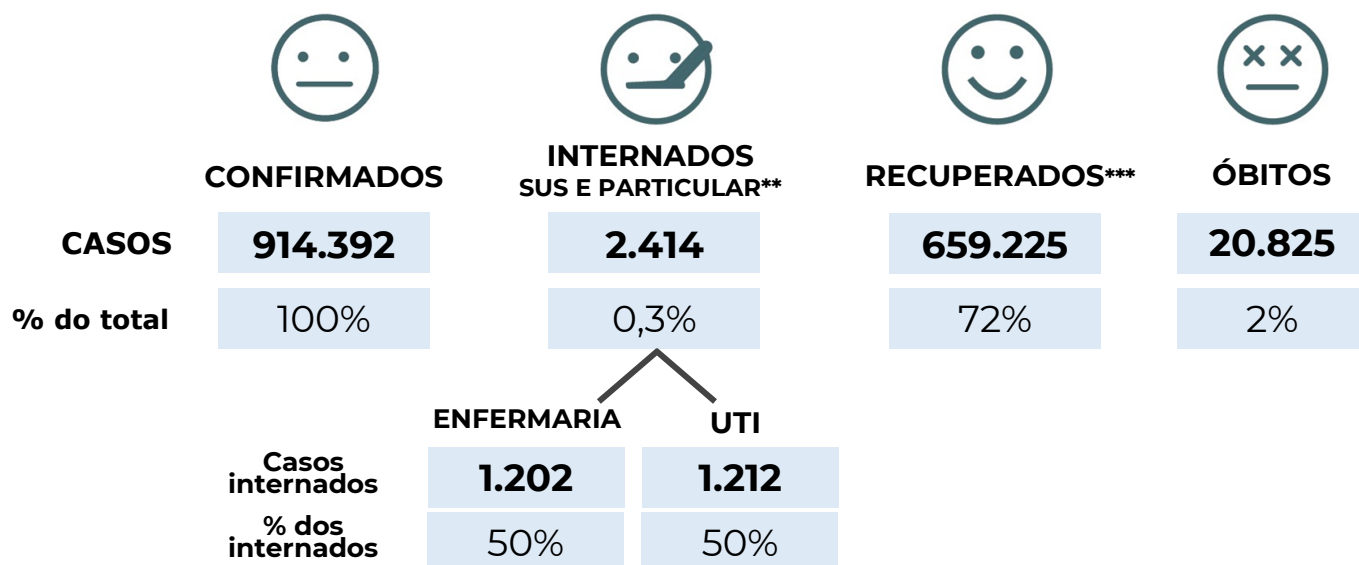 CONFIRMADOS
INTERNADOS
SUS E PARTICULAR**
RECUPERADOS***
ÓBITOS
CASOS
914.392
2.414
659.225
20.825
% do total
100%
0,3%
72%
2%
ENFERMARIA
UTI
Casos
internados
1.202
1.212
% dos
internados
50%
50%